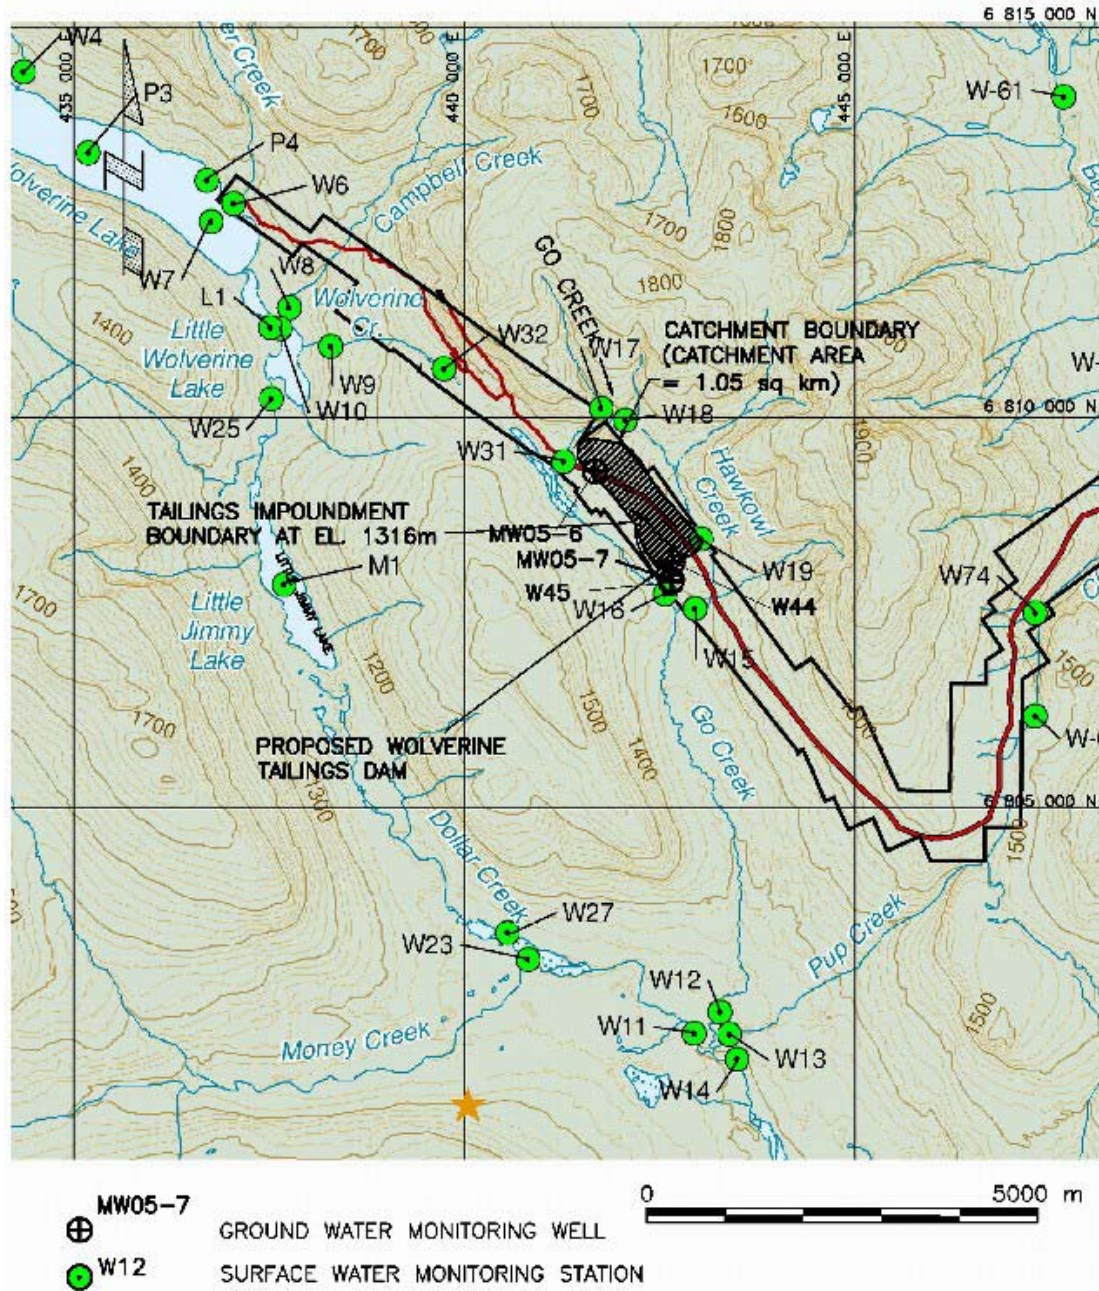 6 815 000 N
W4
435 000 E
P3
er Creek
1700
440 000 E
1700
1700
1600
445 000 E
W-61
P4
W6
Campbell Creek
Wolverine Lake
W7
W8
L1
Wolverine
Cr.
GO CREEK
1700
1800
1800
1400
Little
Wolverine
Lake
W32
W17
CATCHMENT BOUNDARY
(CATCHMENT AREA
= 1.05 sq km)
W9
W10
W25
W18
6 810 000 N
1900
W31
Hawkowl
Creek
1400
TAILINGS IMPOUNDMENT
BOUNDARY AT EL. 1316m
MW05-6
MW05-7
W45
W16
W19
W44
W15
W74
M1
LITTLE JIMMY LAKE
Little
Jimmy
Lake
1700
1200
1500
1500
1700
1400
Go Creek
PROPOSED WOLVERINE
TAILINGS DAM
1300
6 805 000 N
1500
Dollar Creek
W27
W23
Pup Creek
W12
W11
W13
W14
1500
Money Creek
MW05-7
GROUND WATER MONITORING WELL
W12
SURFACE WATER MONITORING STATION
0 5000 m